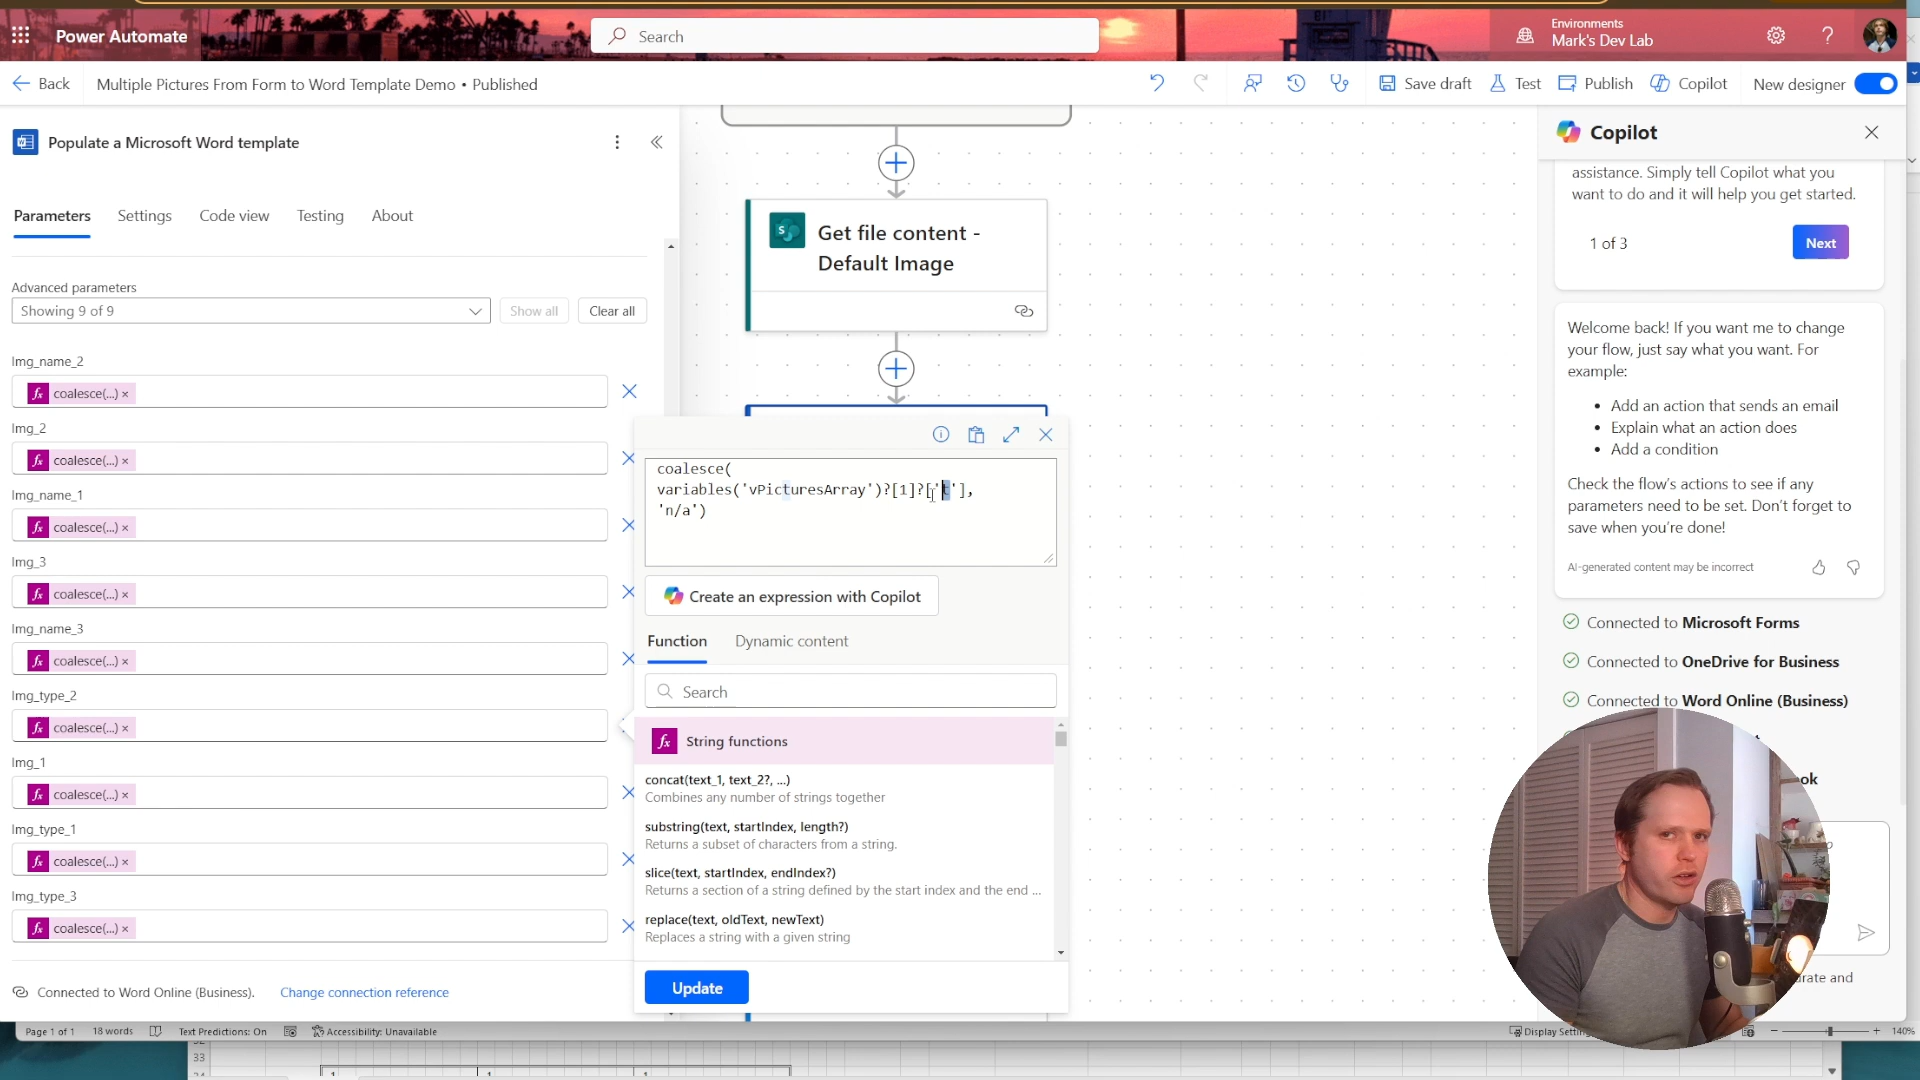 Power Automate
Search
Environments
Mark's Dev Lab
Back
Multiple Pictures From Form to Word Template Demo • Published
Save draft
Test
Publish
Copilot
New designer
Populate a Microsoft Word template
Parameters
Settings
Code view
Testing
About
Advanced parameters
Showing 9 of 9
Show all
Clear all
Img_name_2
fx coalesce(...) ×
Img_2
fx coalesce(...) ×
Img_name_1
fx coalesce(...) ×
Img_3
fx coalesce(...) ×
Img_name_3
fx coalesce(...) ×
Img_type_2
fx coalesce(...) ×
Img_1
fx coalesce(...) ×
Img_type_1
fx coalesce(...) ×
Img_type_3
fx coalesce(...) ×
Connected to Word Online (Business).
Change connection reference
Get file content -
Default Image
coalesce(
variables('vPicturesArray')?[1]?['t'],
'n/a')
Create an expression with Copilot
Function
Dynamic content
Search
fx String functions
concat(text_1, text_2?, ...)
Combines any number of strings together
substring(text, startIndex, length?)
Returns a subset of characters from a string.
slice(text, startIndex, endIndex?)
Returns a section of a string defined by the start index and the end ...
replace(text, oldText, newText)
Replaces a string with a given string
Update
Copilot
assistance. Simply tell Copilot what you
want to do and it will help you get started.
1 of 3
Next
Welcome back! If you want me to change
your flow, just say what you want. For
example:
• Add an action that sends an email
• Explain what an action does
• Add a condition
Check the flow's actions to see if any
parameters need to be set. Don't forget to
save when you're done!
AI-generated content may be incorrect
Connected to Microsoft Forms
Connected to OneDrive for Business
Connected to Word Online (Business)
Page 1 of 1
18 words
Text Predictions: On
Accessibility: Unavailable
140%
33